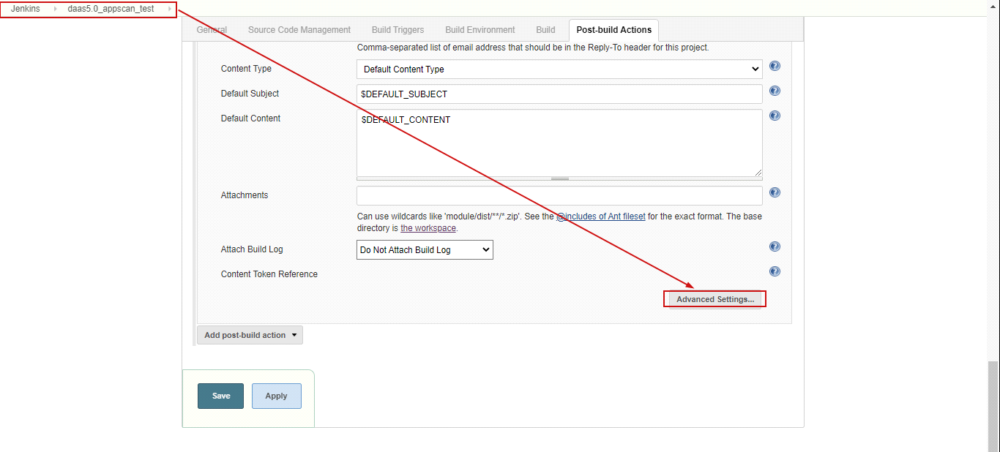 Jenkins daas5.0_appscan_test
General Source Code Management Build Triggers Build Environment Build Post-build Actions
Comma-separated list of email address that should be in the Reply-To header for this project.
Content Type Default Content Type
Default Subject $DEFAULT_SUBJECT
Default Content $DEFAULT_CONTENT
Attachments
Can use wildcards like 'module/dist/**/*.zip'. See the @includes of Ant fileset for the exact format. The base
directory is the workspace.
Attach Build Log Do Not Attach Build Log
Content Token Reference
Advanced Settings...
Add post-build action
Save Apply